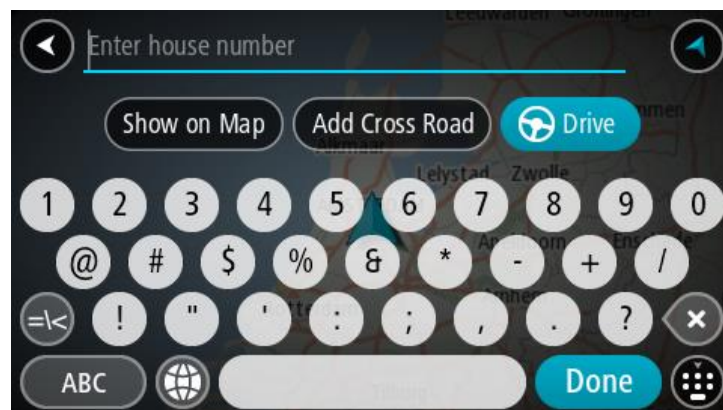 Leeuwarden Groningen
Enter house number
Show on Map Add Cross Road Drive
Alkmaar
Lelystad Zwolle
1 2 3 4 5 6 7 8 9 0
@ # $ % & * - + /
=\< ! " ' : ; , . ?
ABC Done
Tilburg